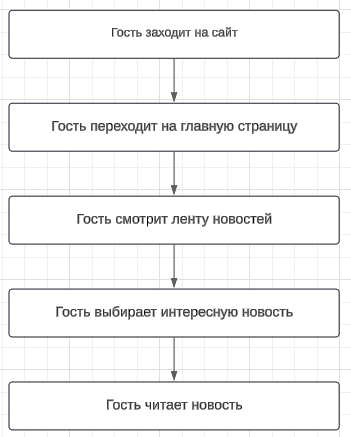 Гость заходит на сайт
Гость переходит на главную страницу
Гость смотрит ленту новостей
Гость выбирает интересную новость
Гость читает новость